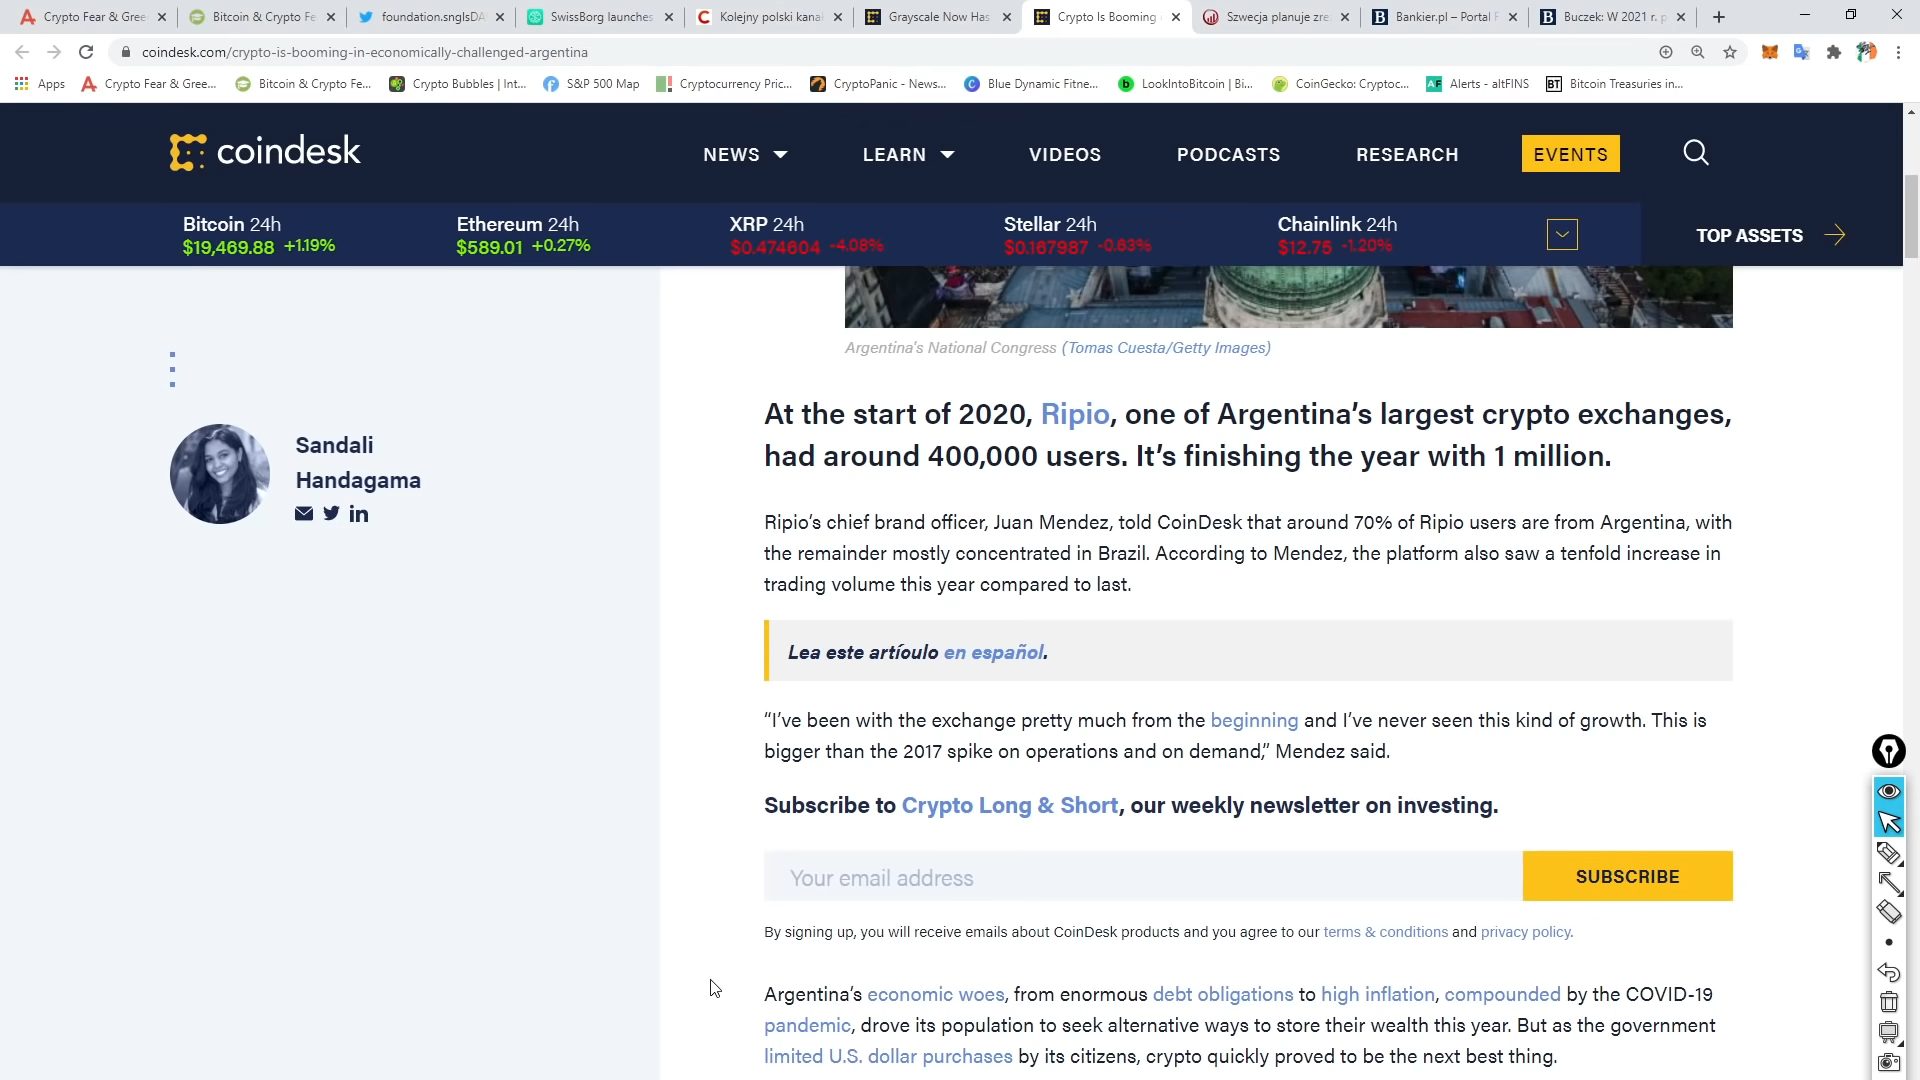 Crypto Fear & Gree
Bitcoin & Crypto Fe
foundation.sngIsDA
SwissBorg launches
Kolejny polski kana
Grayscale Now Has
Crypto Is Booming
Szwecja planuje zre
Bankier.pl – Portal F
Buczek: W 2021 r. p
coindesk.com/crypto-is-booming-in-economically-challenged-argentina
Apps
Crypto Fear & Gree...
Bitcoin & Crypto Fe...
Crypto Bubbles | Int...
S&P 500 Map
Cryptocurrency Pric...
CryptoPanic - News...
Blue Dynamic Fitne...
LookIntoBitcoin | Bi...
CoinGecko: Cryptoc...
Alerts - altFINS
Bitcoin Treasuries in...
coindesk
NEWS
LEARN
VIDEOS
PODCASTS
RESEARCH
EVENTS
Bitcoin 24h
$19,469.88 +1.19%
Ethereum 24h
$589.01 +0.27%
XRP 24h
$0.474604 -4.08%
Stellar 24h
$0.167987 -0.63%
Chainlink 24h
$12.75 -1.20%
TOP ASSETS
Argentina's National Congress (Tomas Cuesta/Getty Images)
Sandali
Handagama
At the start of 2020, Ripio, one of Argentina’s largest crypto exchanges,
had around 400,000 users. It’s finishing the year with 1 million.
Ripio’s chief brand officer, Juan Mendez, told CoinDesk that around 70% of Ripio users are from Argentina, with
the remainder mostly concentrated in Brazil. According to Mendez, the platform also saw a tenfold increase in
trading volume this year compared to last.
Lea este artículo en español.
“I’ve been with the exchange pretty much from the beginning and I’ve never seen this kind of growth. This is
bigger than the 2017 spike on operations and on demand,” Mendez said.
Subscribe to Crypto Long & Short, our weekly newsletter on investing.
Your email address
SUBSCRIBE
By signing up, you will receive emails about CoinDesk products and you agree to our terms & conditions and privacy policy.
Argentina’s economic woes, from enormous debt obligations to high inflation, compounded by the COVID-19
pandemic, drove its population to seek alternative ways to store their wealth this year. But as the government
limited U.S. dollar purchases by its citizens, crypto quickly proved to be the next best thing.